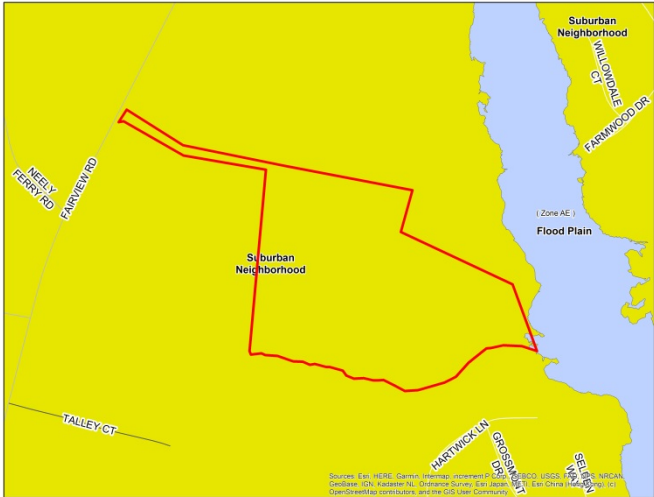 Suburban
Neighborhood
WILLOWDALE
CT
FARMWOOD DR
NEELY
FERRY RD
FAIRVIEW RD
( Zone AE )
Flood Plain
Suburban
Neighborhood
TALLEY CT
HARTWICK LN
GROSSMONT
DR
SELDEN
WAY
Sources: Esri, HERE, Garmin, Intermap, increment P Corp., GEBCO, USGS, FAO, NPS, NRCAN,
GeoBase, IGN, Kadaster NL, Ordnance Survey, Esri Japan, METI, Esri China (Hong Kong), (c)
OpenStreetMap contributors, and the GIS User Community